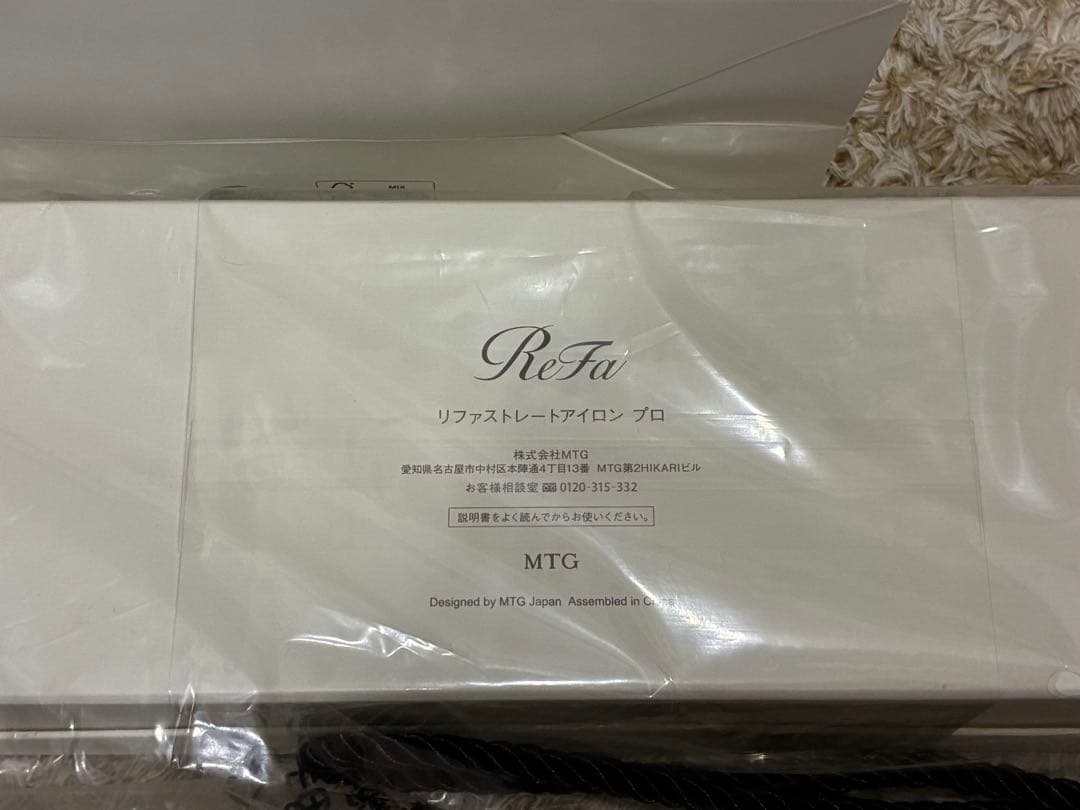 MIX
ReFa
リファストレートアイロン プロ
株式会社MTG
愛知県名古屋市中村区本陣通4丁目13番 MTG第2HIKARIビル
お客様相談室 0120-315-332
説明書をよく読んでからお使いください。
MTG
Designed by MTG Japan Assembled in China